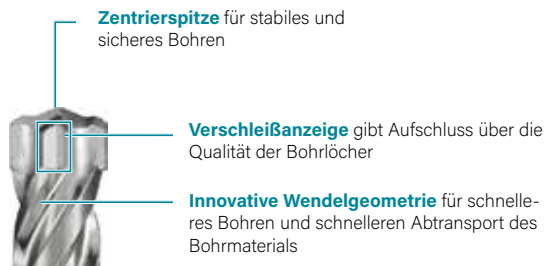 Zentrierspitze für stabiles und
sicheres Bohren
Verschleißanzeige gibt Aufschluss über die
Qualität der Bohrlöcher
Innovative Wendelgeometrie für schnelle-
res Bohren und schnelleren Abtransport des
Bohrmaterials